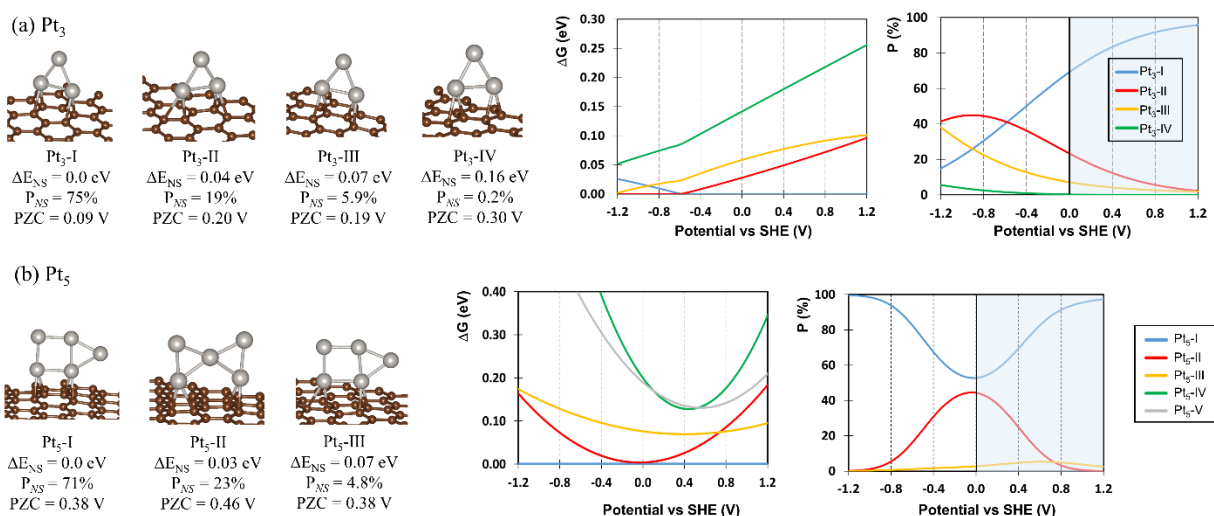 (a) Pt3
Pt3-I
ΔENS = 0.0 eV
PNS = 75%
PZC = 0.09 V
Pt3-II
ΔENS = 0.04 eV
PNS = 19%
PZC = 0.20 V
Pt3-III
ΔENS = 0.07 eV
PNS = 5.9%
PZC = 0.19 V
Pt3-IV
ΔENS = 0.16 eV
PNS = 0.2%
PZC = 0.30 V
ΔG (eV)
0.30
0.25
0.20
0.15
0.10
0.05
0.00
-1.2 -0.8 -0.4 0.0 0.4 0.8 1.2
Potential vs SHE (V)
P (%)
100
80
60
40
20
0
-1.2 -0.8 -0.4 0.0 0.4 0.8 1.2
Potential vs SHE (V)
Pt3-I
Pt3-II
Pt3-III
Pt3-IV
(b) Pt5
Pt5-I
ΔENS = 0.0 eV
PNS = 71%
PZC = 0.38 V
Pt5-II
ΔENS = 0.03 eV
PNS = 23%
PZC = 0.46 V
Pt5-III
ΔENS = 0.07 eV
PNS = 4.8%
PZC = 0.38 V
ΔG (eV)
0.40
0.30
0.20
0.10
0.00
-1.2 -0.8 -0.4 0.0 0.4 0.8 1.2
Potential vs SHE (V)
P (%)
100
80
60
40
20
0
-1.2 -0.8 -0.4 0.0 0.4 0.8 1.2
Potential vs SHE (V)
Pt5-I
Pt5-II
Pt5-III
Pt5-IV
Pt5-V